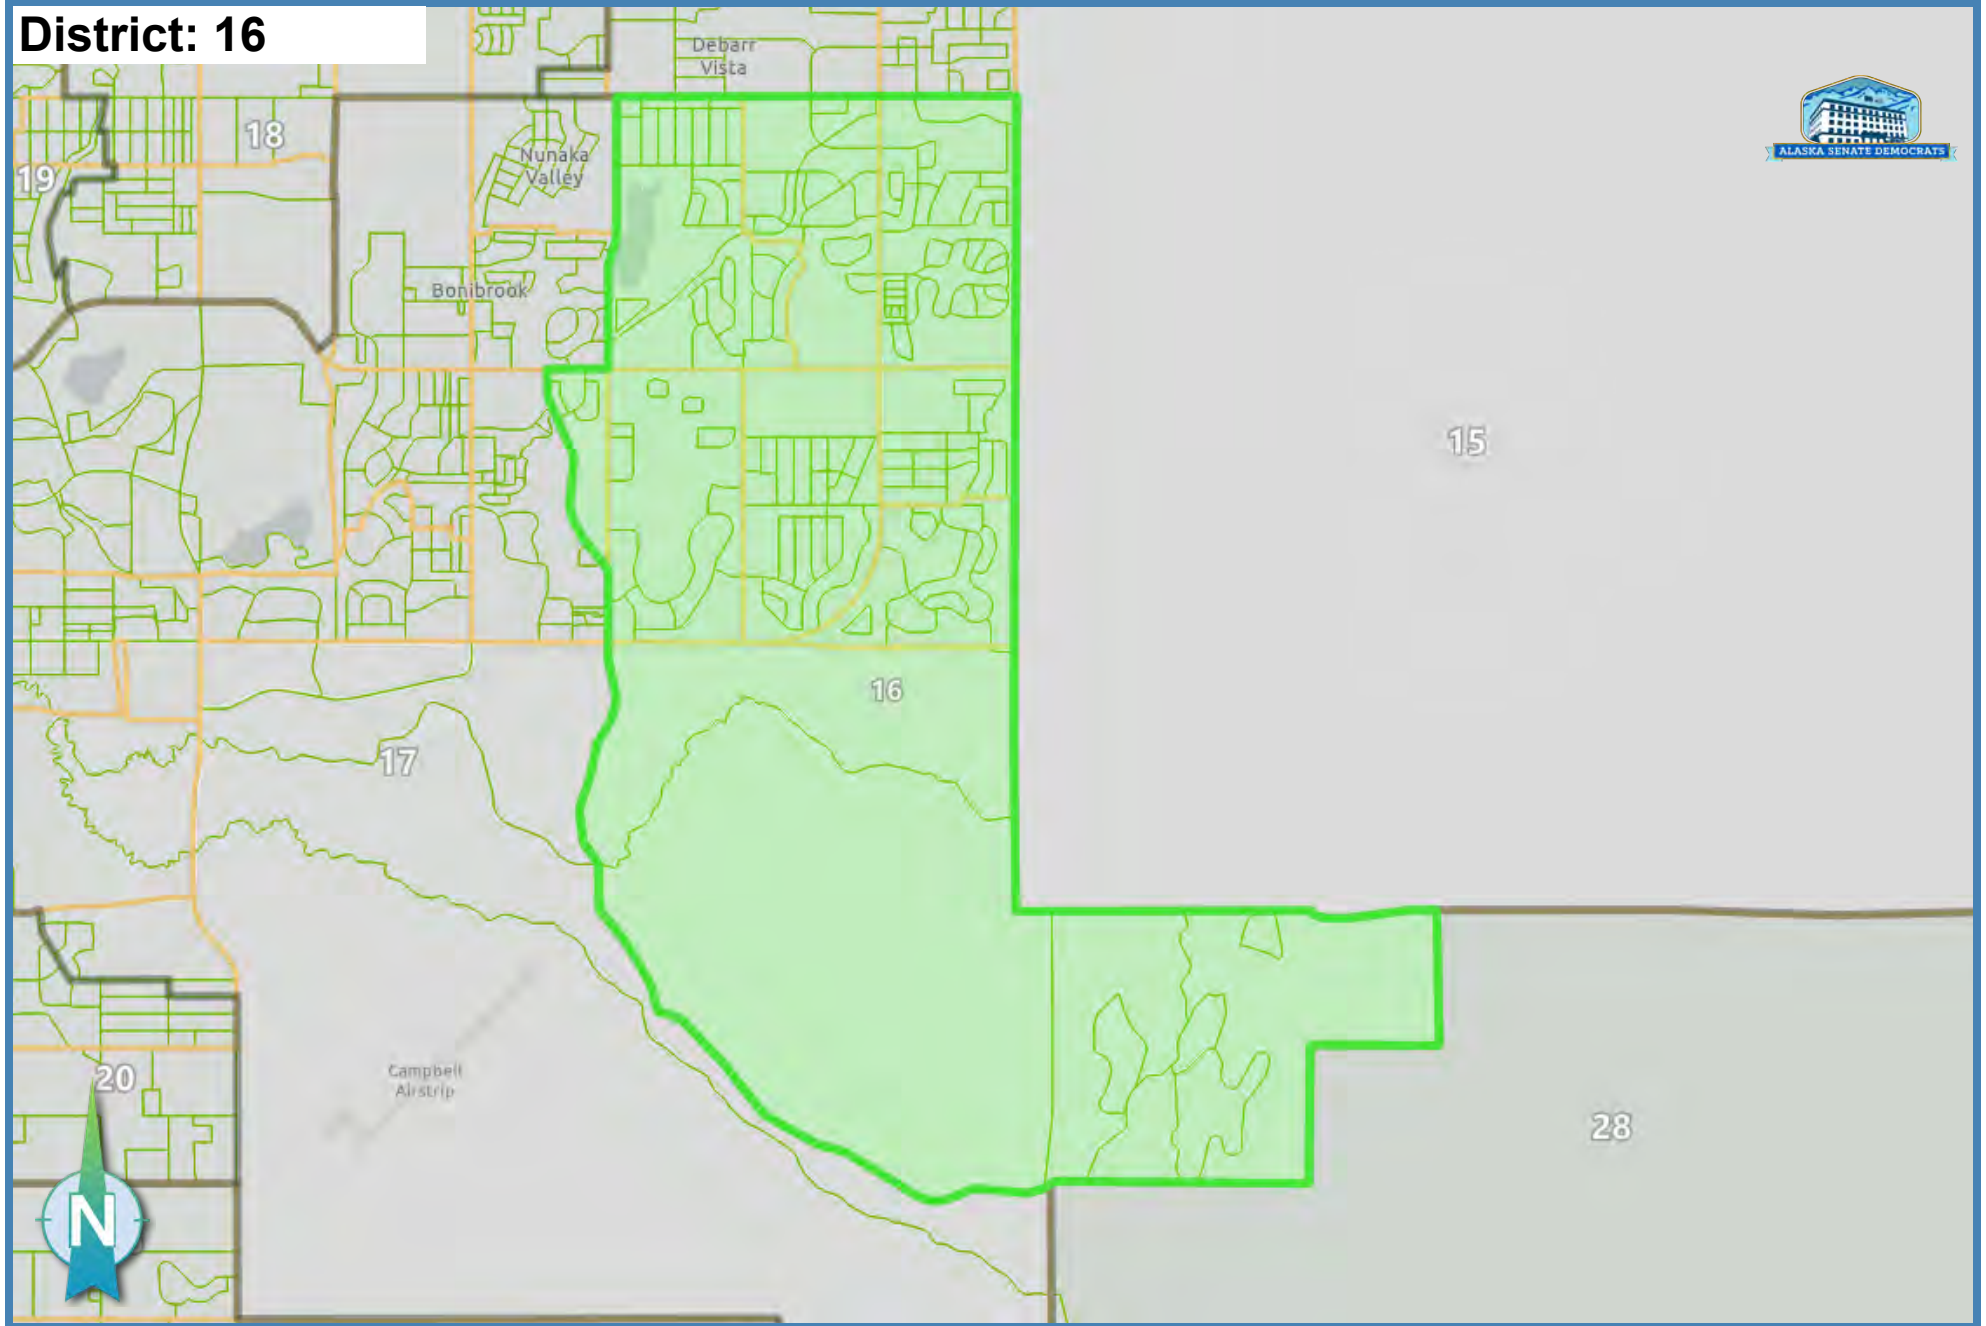 District: 16
Debarr
Vista
18
Nunaka
Valley
ALASKA SENATE DEMOCRATS
19
Bonibrook
15
16
17
Campbell
Airstrip
20
28
N